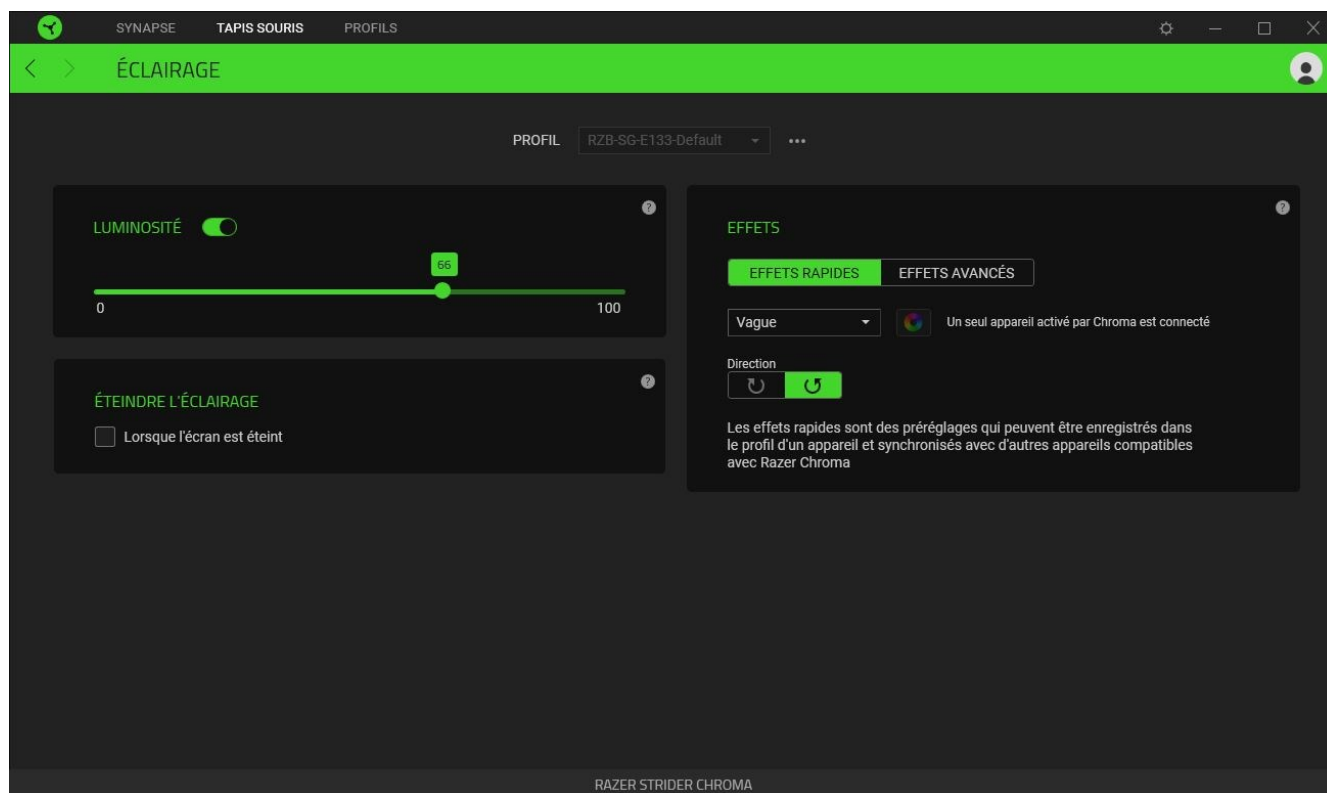 SYNAPSE TAPIS SOURIS PROFILS
ÉCLAIRAGE
PROFIL RZB-SG-E133-Default
LUMINOSITÉ
66
0 100
ÉTEINDRE L'ÉCLAIRAGE
Lorsque l'écran est éteint
EFFETS
EFFETS RAPIDES EFFETS AVANCÉS
Vague Un seul appareil activé par Chroma est connecté
Direction
Les effets rapides sont des préréglages qui peuvent être enregistrés dans
le profil d'un appareil et synchronisés avec d'autres appareils compatibles
avec Razer Chroma
RAZER STRIDER CHROMA